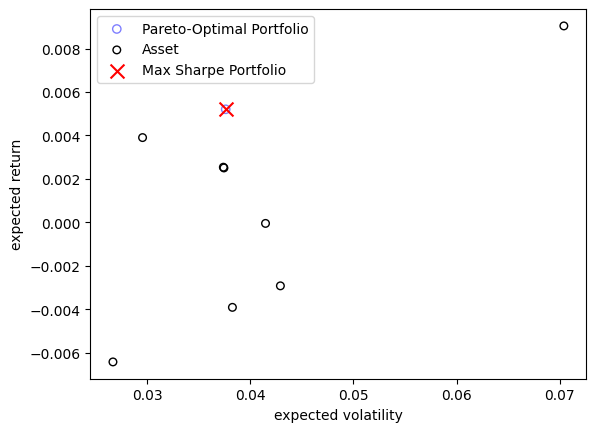 Pareto-Optimal Portfolio
Asset
Max Sharpe Portfolio
0.008
0.006
0.004
0.002
0.000
−0.002
−0.004
−0.006
expected return
0.03
0.04
0.05
0.06
0.07
expected volatility